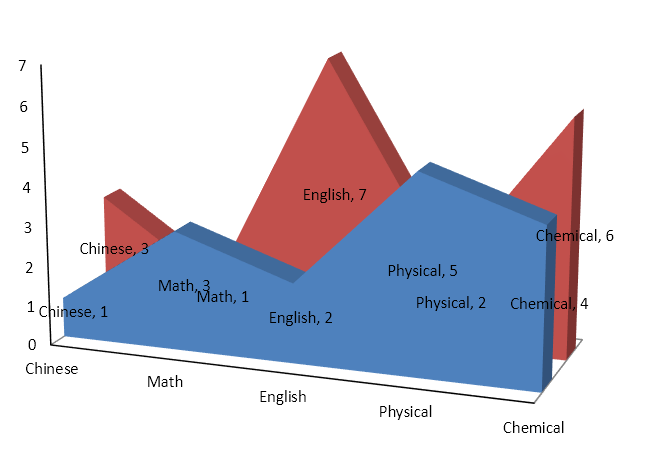 7
6
5
4
3
2
1
0
English, 7
Chinese, 3
Chemical, 6
Physical, 5
Math, 3
Math, 1
Physical, 2
Chemical, 4
Chinese, 1
English, 2
Chinese
Math
English
Physical
Chemical